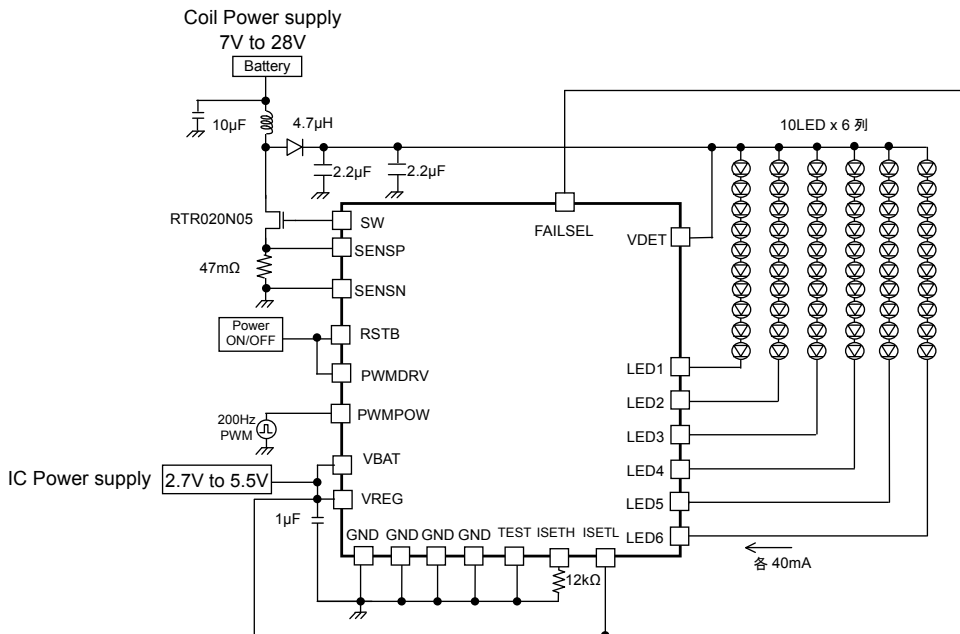 Coil Power supply
7V to 28V
Battery
10μF
4.7μH
2.2μF
2.2μF
10LED x 6 列
RTR020N05
SW
FAILSEL
VDET
SENSP
47mΩ
SENSN
Power
ON/OFF
RSTB
PWMDRV
LED1
LED2
PWMPOW
200Hz
PWM
LED3
VBAT
LED4
IC Power supply
2.7V to 5.5V
VREG
LED5
1μF
GND
GND
GND
GND
TEST
ISETH
ISETL
LED6
12kΩ
各 40mA